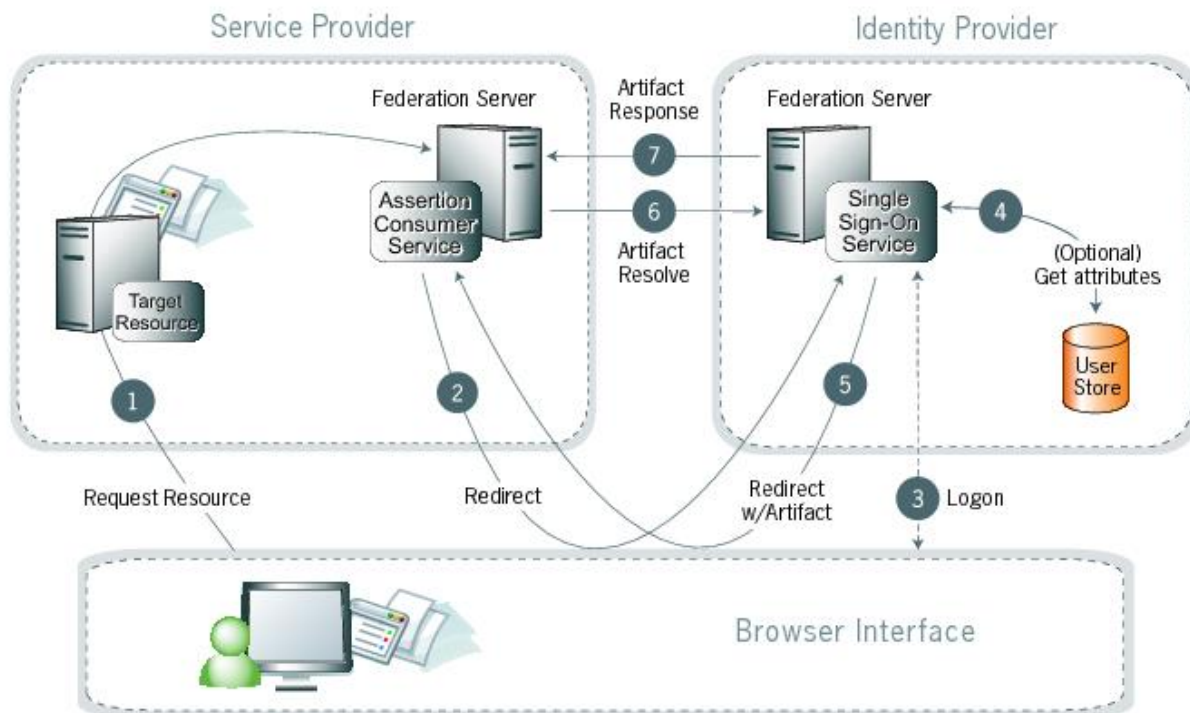 Service Provider
Identity Provider
Federation Server
Artifact
Response
Federation Server
7
Assertion
Consumer
Service
6
Single
Sign-On
Service
4
Artifact
Resolve
(Optional)
Get attributes
Target
Resource
User
Store
1
2
5
Request Resource
Redirect
Redirect
w/Artifact
3
Logon
Browser Interface